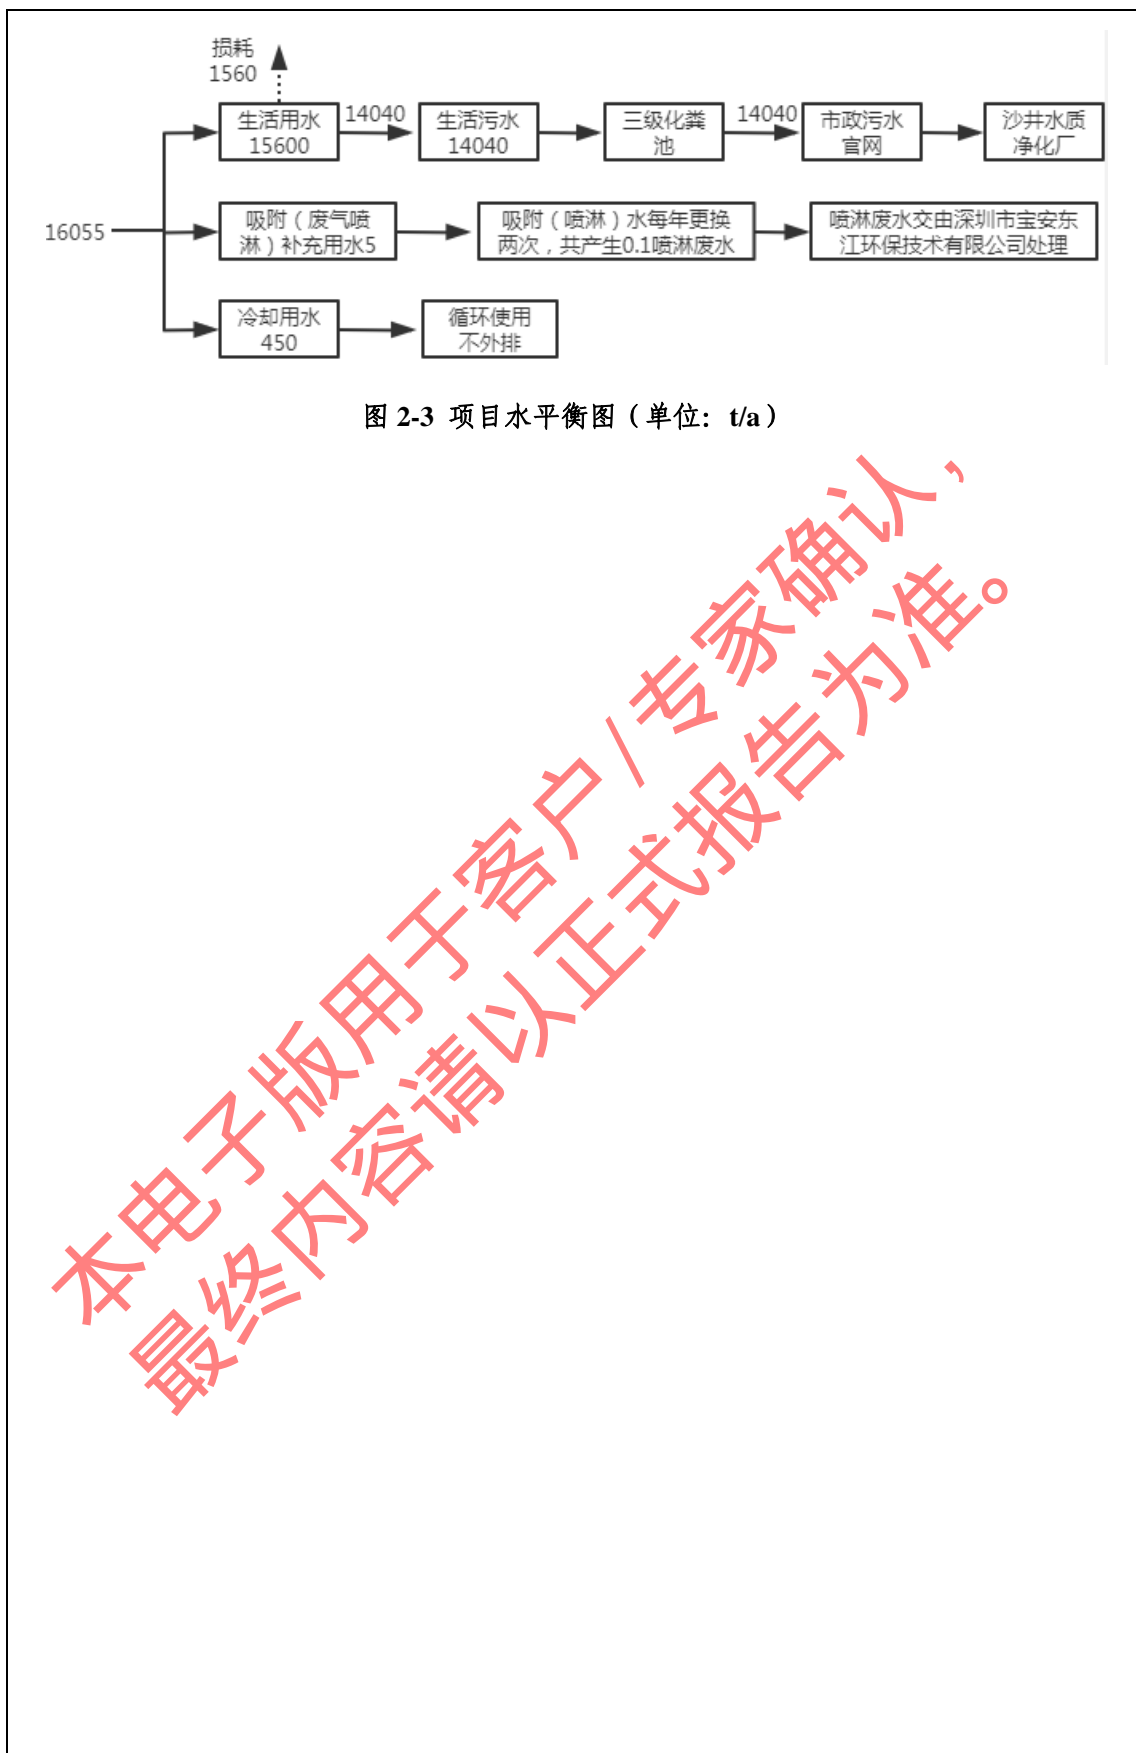 损耗
1560
生活用水
15600
14040
生活污水
14040
三级化粪
池
14040
市政污水
官网
沙井水质
净化厂
16055
吸附（废气喷
淋）补充用水5
吸附（喷淋）水每年更换
两次，共产生0.1喷淋废水
喷淋废水交由深圳市宝安东
江环保技术有限公司处理
冷却用水
450
循环使用
不外排
图 2-3 项目水平衡图（单位：t/a）
本电子版用于客户/专家确认，
最终内容请以正式报告为准。